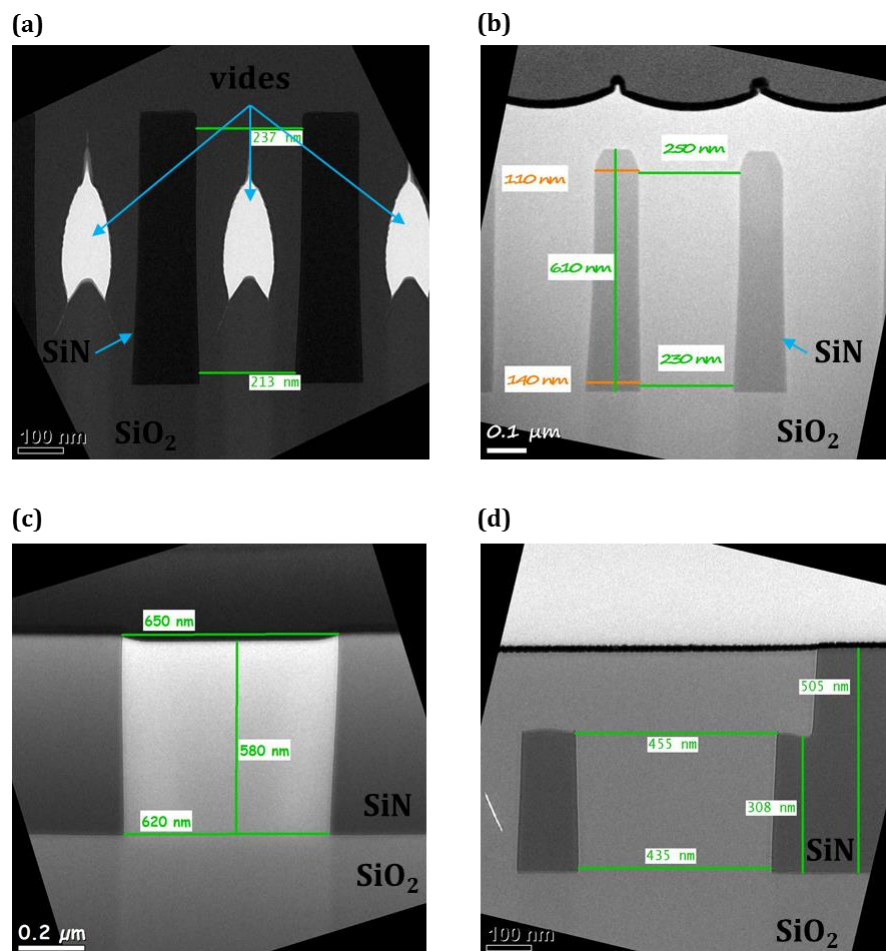 (a)
vides
237 nm
SiN
213 nm
SiO₂
100 nm
(b)
250 nm
110 nm
610 nm
230 nm
SiN
140 nm
0.1 µm
SiO₂
(c)
650 nm
580 nm
620 nm
SiN
SiO₂
0.2 µm
(d)
505 nm
455 nm
308 nm
SiN
435 nm
SiO₂
100 nm